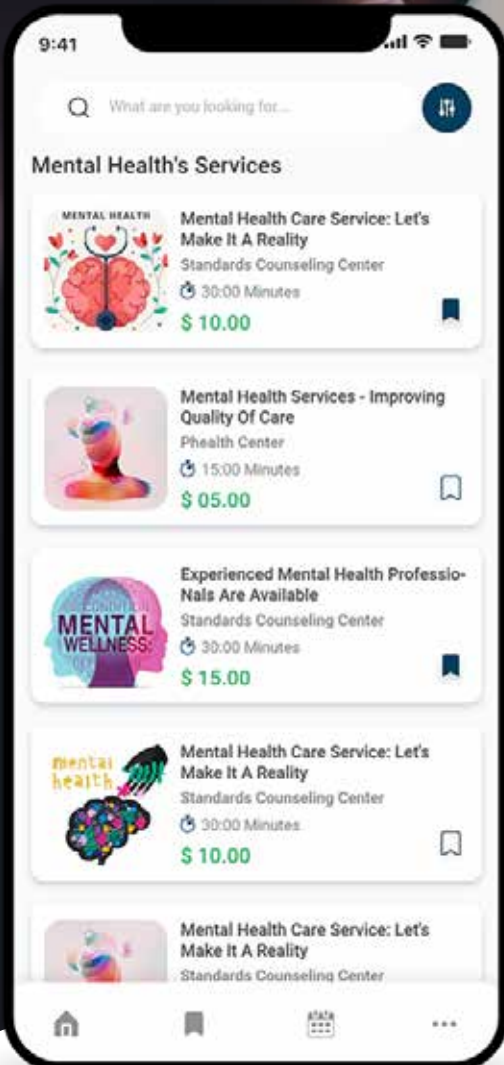 9:41
What are you looking for...
Mental Health's Services
MENTAL HEALTH
Mental Health Care Service: Let's
Make It A Reality
Standards Counseling Center
30:00 Minutes
$ 10.00
Mental Health Services - Improving
Quality Of Care
Phealth Center
15:00 Minutes
$ 05.00
CONDITION
MENTAL
WELLNESS:
Experienced Mental Health Professio-
Nals Are Available
Standards Counseling Center
30:00 Minutes
$ 15.00
mental
health
Mental Health Care Service: Let's
Make It A Reality
Standards Counseling Center
30:00 Minutes
$ 10.00
Mental Health Care Service: Let's
Make It A Reality
Standards Counseling Center